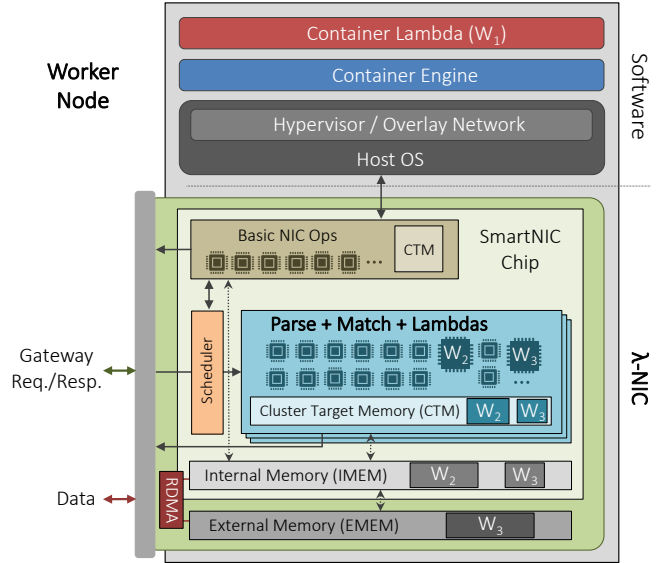 Container Lambda (W1)
Worker
Node
Container Engine
Software
Hypervisor / Overlay Network
Host OS
Basic NIC Ops
CTM
...
SmartNIC
Chip
Scheduler
Parse + Match + Lambdas
W2
W3
...
Cluster Target Memory (CTM)
W2
W3
Gateway
Req./Resp.
λ-NIC
Internal Memory (IMEM)
W2
W3
RDMA
Data
External Memory (EMEM)
W3